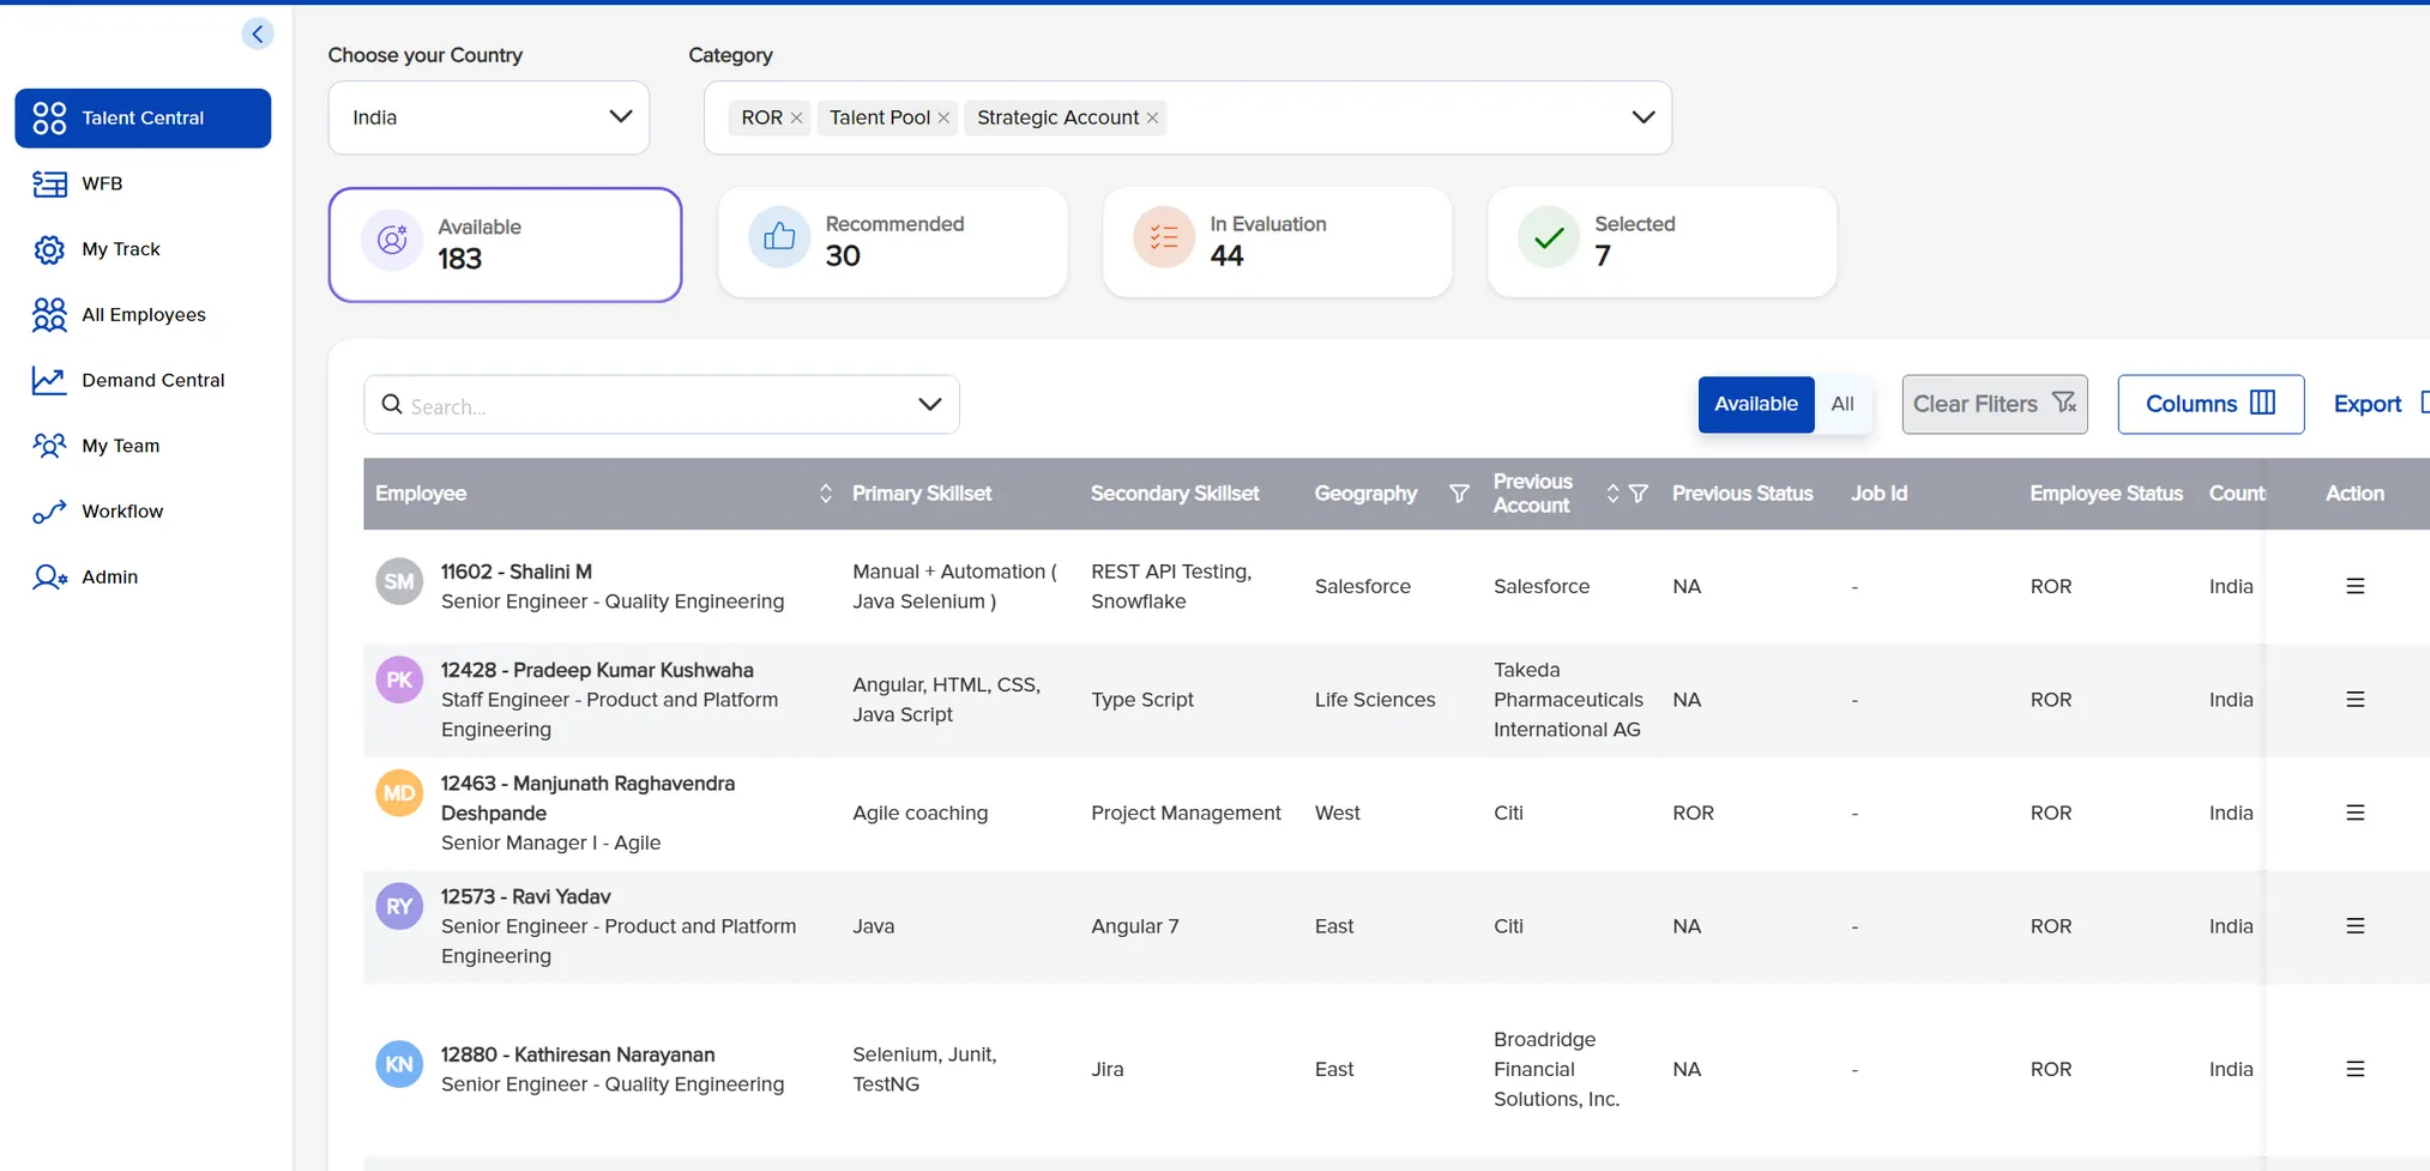 Choose your Country
Category
India
ROR × Talent Pool × Strategic Account ×
Talent Central
WFB
My Track
All Employees
Demand Central
My Team
Workflow
Admin
Available
183
Recommended
30
In Evaluation
44
Selected
7
Search...
Available
All
Clear Fliters
Columns
Export
Employee
Primary Skillset
Secondary Skillset
Geography
Previous
Account
Previous Status
Job Id
Employee Status
Count
Action
SM
11602 - Shalini M
Senior Engineer - Quality Engineering
Manual + Automation (
Java Selenium )
REST API Testing,
Snowflake
Salesforce
Salesforce
NA
-
ROR
India
PK
12428 - Pradeep Kumar Kushwaha
Staff Engineer - Product and Platform
Engineering
Angular, HTML, CSS,
Java Script
Type Script
Life Sciences
Takeda
Pharmaceuticals
International AG
NA
-
ROR
India
MD
12463 - Manjunath Raghavendra
Deshpande
Senior Manager I - Agile
Agile coaching
Project Management
West
Citi
ROR
-
ROR
India
RY
12573 - Ravi Yadav
Senior Engineer - Product and Platform
Engineering
Java
Angular 7
East
Citi
NA
-
ROR
India
KN
12880 - Kathiresan Narayanan
Senior Engineer - Quality Engineering
Selenium, Junit,
TestNG
Jira
East
Broadridge
Financial
Solutions, Inc.
NA
-
ROR
India